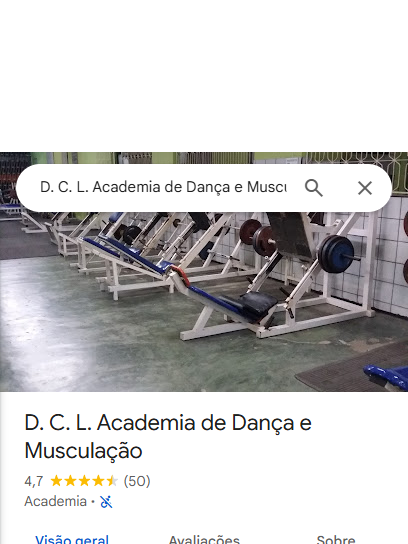 D. C. L. Academia de Dança e Muscu
D. C. L. Academia de Dança e
Musculação
4,7 (50)
Academia ·
Visão geral Avaliações Sobre